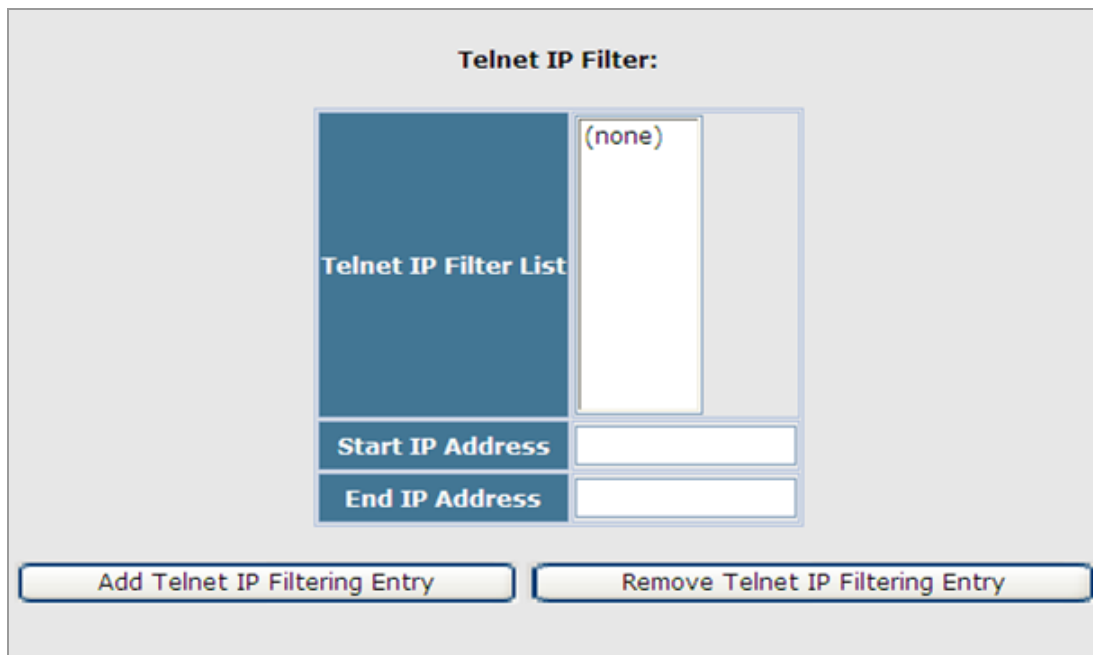 Telnet IP Filter:
(none)
Telnet IP Filter List
Start IP Address
End IP Address
Add Telnet IP Filtering Entry
Remove Telnet IP Filtering Entry